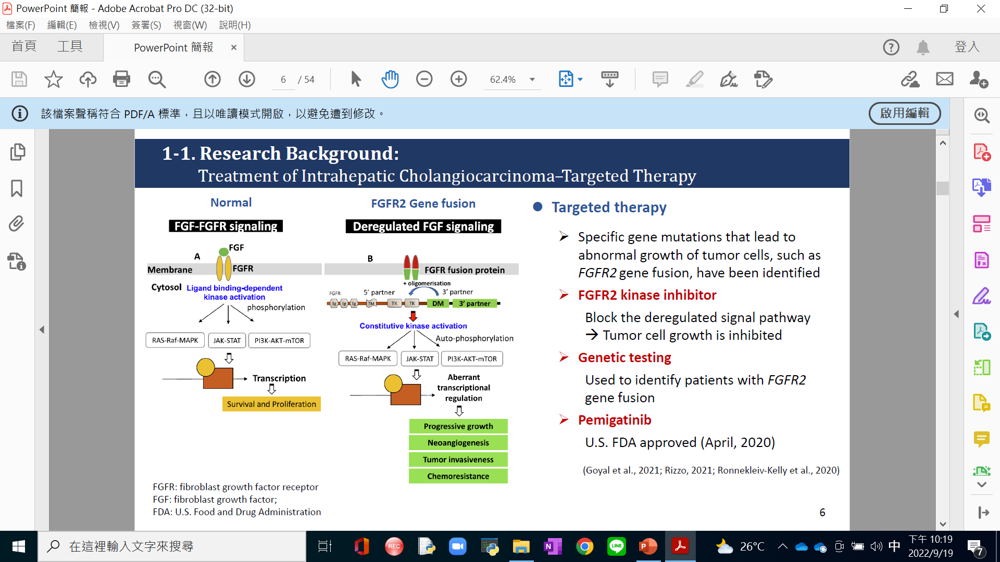 PowerPoint 簡報 - Adobe Acrobat Pro DC (32-bit)
檔案(F) 編輯(E) 檢視(V) 簽署(S) 視窗(W) 說明(H)
首頁 工具 PowerPoint 簡報 × 登入
6 / 54 62.4%
該檔案聲稱符合 PDF/A 標準，且以唯讀模式開啟，以避免遭到修改。 啟用編輯
1-1. Research Background:
Treatment of Intrahepatic Cholangiocarcinoma–Targeted Therapy
Normal
FGF-FGFR signaling
A
FGF
Membrane
FGFR
Cytosol
Ligand binding-dependent
kinase activation
phosphorylation
RAS-Raf-MAPK JAK-STAT PI3K-AKT-mTOR
Transcription
Survival and Proliferation
FGFR2 Gene fusion
Deregulated FGF signaling
B
FGFR fusion protein
+ oligomerisation
FGFR 5’ partner 3’ partner
Ig Ig Ig TM TK TK DM 3’ partner
Constitutive kinase activation
Auto-phosphorylation
RAS-Raf-MAPK JAK-STAT PI3K-AKT-mTOR
Aberrant
transcriptional
regulation
Progressive growth
Neoangiogenesis
Tumor invasiveness
Chemoresistance
● Targeted therapy
➢ Specific gene mutations that lead to
abnormal growth of tumor cells, such as
FGFR2 gene fusion, have been identified
➢ FGFR2 kinase inhibitor
Block the deregulated signal pathway
→ Tumor cell growth is inhibited
➢ Genetic testing
Used to identify patients with FGFR2
gene fusion
➢ Pemigatinib
U.S. FDA approved (April, 2020)
(Goyal et al., 2021; Rizzo, 2021; Ronnekleiv-Kelly et al., 2020)
FGFR: fibroblast growth factor receptor
FGF: fibroblast growth factor;
FDA: U.S. Food and Drug Administration
6
在這裡輸入文字來搜尋
REC
N
LINE
P
26°C
中
下午 10:19
2022/9/19
7